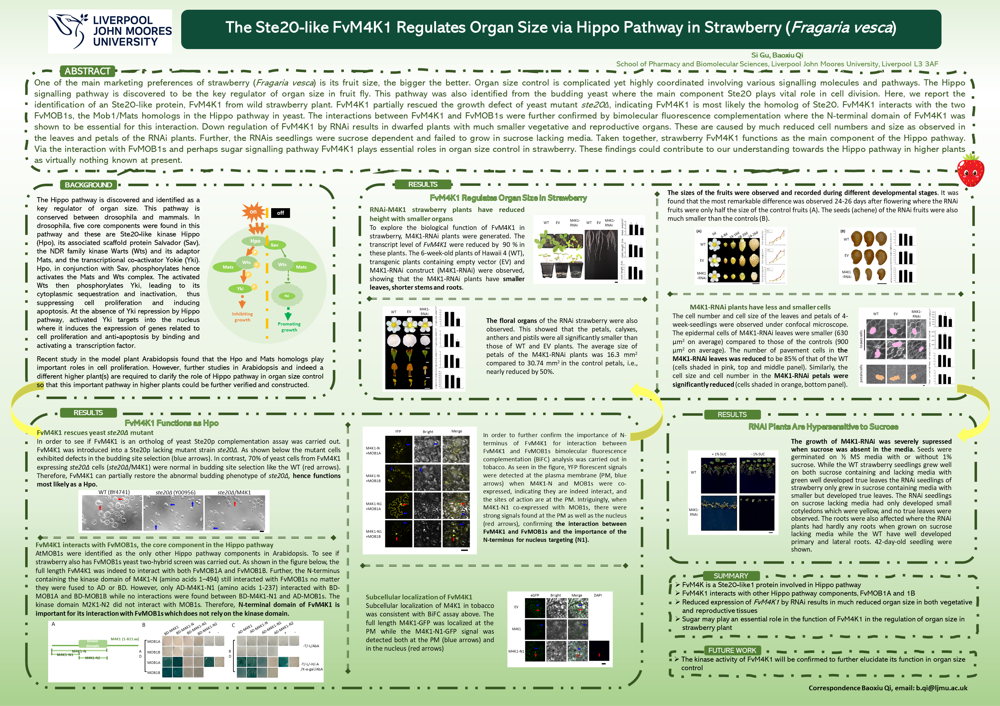 LIVERPOOL
JOHN MOORES
UNIVERSITY
The Ste20-like FvM4K1 Regulates Organ Size via Hippo Pathway in Strawberry (Fragaria vesca)
Si Gu, Baoxiu Qi
School of Pharmacy and Biomolecular Sciences, Liverpool John Moores University, Liverpool L3 3AF
ABSTRACT
One of the main marketing preferences of strawberry (Fragaria vesca) is its fruit size, the bigger the better. Organ size control is complicated yet highly coordinated involving various signalling molecules and pathways. The Hippo
signalling pathway is discovered to be the key regulator of organ size in fruit fly. This pathway was also identified from the budding yeast where the main component Ste20 plays vital role in cell division. Here, we report the
identification of an Ste20-like protein, FvM4K1 from wild strawberry plant. FvM4K1 partially rescued the growth defect of yeast mutant ste20Δ, indicating FvM4K1 is most likely the homolog of Ste20. FvM4K1 interacts with the two
FvMOB1s, the Mob1/Mats homologs in the Hippo pathway in yeast. The interactions between FvM4K1 and FvMOB1s were further confirmed by bimolecular fluorescence complementation where the N-terminal domain of FvM4K1 was
shown to be essential for this interaction. Down regulation of FvM4K1 by RNAi results in dwarfed plants with much smaller vegetative and reproductive organs. These are caused by much reduced cell numbers and size as observed in
the leaves and petals of the RNAi plants. Further, the RNAis seedlings were sucrose dependent and failed to grow in sucrose lacking media. Taken together, strawberry FvM4K1 functions as the main component of the Hippo pathway.
Via the interaction with FvMOB1s and perhaps sugar signalling pathway FvM4K1 plays essential roles in organ size control in strawberry. These findings could contribute to our understanding towards the Hippo pathway in higher plants
as virtually nothing known at present.
BACKGROUND
The Hippo pathway is discovered and identified as a
key regulator of organ size. This pathway is
conserved between drosophila and mammals. In
drosophila, five core components were found in this
pathway and these are Ste20-like kinase Hippo
(Hpo), its associated scaffold protein Salvador (Sav),
the NDR family kinase Warts (Wts) and its adaptor
Mats, and the transcriptional co-activator Yokie (Yki).
Hpo, in conjunction with Sav, phosphorylates hence
activates the Mats and Wts complex. The activated
Wts then phosphorylates Yki, leading to its
cytoplasmic sequestration and inactivation, thus
suppressing cell proliferation and inducing
apoptosis. At the absence of Yki repression by Hippo
pathway, activated Yki targets into the nucleus
where it induces the expression of genes related to
cell proliferation and anti-apoptosis by binding and
activating a transcription factor.
on
off
Hpo
Sav
P
Wts
P
Mats
Wts
Mats
P
Yki
P
Yki
Inhibiting
growth
Promoting
growth
Recent study in the model plant Arabidopsis found that the Hpo and Mats homologs play
important roles in cell proliferation. However, further studies in Arabidopsis and indeed a
different higher plant(s) are required to clarify the role of Hippo pathway in organ size control
so that this important pathway in higher plants could be further verified and constructed.
RESULTS
FvM4K1 Regulates Organ Size in Strawberry
RNAi-M4K1 strawberry plants have reduced
height with smaller organs
To explore the biological function of FvM4K1 in
strawberry, M4K1-RNAi plants were generated. The
transcript level of FvM4K1 were reduced by 90 % in
these plants. The 6-week-old plants of Hawaii 4 (WT),
transgenic plants containing empty vector (EV) and
M4K1-RNAi construct (M4K1-RNAi) were observed,
showing that the M4K1-RNAi plants have smaller
leaves, shorter stems and roots.
WT EV M4K1-
RNAi
WT EV M4K1-
RNAi
WT EV M4K1-
RNAi
The floral organs of the RNAi strawberry were also
observed. This showed that the petals, calyxes,
anthers and pistils were all significantly smaller than
those of WT and EV plants. The average size of
petals of the M4K1-RNAi plants was 16.3 mm²
compared to 30.74 mm² in the control petals, i.e.,
nearly reduced by 50%.
The sizes of the fruits were observed and recorded during different developmental stages. It was
found that the most remarkable difference was observed 24-26 days after flowering where the RNAi
fruits were only half the size of the control fruits (A). The seeds (achene) of the RNAi fruits were also
much smaller than the controls (B).
(A)
0d 6-8d 14-16d 18-20d 24-26d
WT
EV
M4K1
-RNAi
(B)
WT
EV
M4K1
-RNAi
M4K1-RNAi plants have less and smaller cells
The cell number and cell size of the leaves and petals of 4-
week-seedlings were observed under confocal microscope.
The epidermal cells of M4K1-RNAi leaves were smaller (630
µm² on average) compared to those of the controls (900
µm² on average). The number of pavement cells in the
M4K1-RNAi leaves was reduced to be 85% of that of the WT
(cells shaded in pink, top and middle panel). Similarly, the
cell size and cell number in the M4K1-RNAi petals were
significantly reduced (cells shaded in orange, bottom panel).
WT EV M4K1-
RNAi
leaves cells
petals cells
RESULTS
FvM4K1 Functions as Hpo
FvM4K1 rescues yeast ste20Δ mutant
In order to see if FvM4K1 is an ortholog of yeast Ste20p complementation assay was carried out.
FvM4K1 was introduced into a Ste20p lacking mutant strain ste20Δ. As shown below the mutant cells
exhibited defects in the budding site selection (blue arrows). In contrast, 70% of yeast cells from FvM4K1
expressing ste20Δ cells (ste20Δ/M4K1) were normal in budding site selection like the WT (red arrows).
Therefore, FvM4K1 can partially restore the abnormal budding phenotype of ste20Δ, hence functions
most likely as a Hpo.
WT (BY4741) ste20Δ (Y00956) ste20Δ/M4K1
FvM4K1 interacts with FvMOB1s, the core component in the Hippo pathway
AtMOB1s were identified as the only other Hippo pathway components in Arabidopsis. To see if
strawberry also has FvMOB1s yeast two-hybrid screen was carried out. As shown in the figure below, the
full length FvM4K1 was indeed to interact with both FvMOB1A and FvMOB1B. Further, the N-terminus
containing the kinase domain of M4K1-N (amino acids 1–494) still interacted with FvMOB1s no matter
they were fused to AD or BD. However, only AD-M4K1-N1 (amino acids 1-237) interacted with BD-
MOB1A and BD-MOB1B while no interactions were found between BD-M4K1-N1 and AD-MOB1s. The
kinase domain M2K1-N2 did not interact with MOB1s. Therefore, N-terminal domain of FvM4K1 is
important for its interaction with FvMOB1s which does not rely on the kinase domain.
A
Kinase
domain
M4K1 (1-821 aa)
M4K1-N
M4K1-N1
M4K1-N2
B
BD-M4K1 BD-M4K1-N BD-M4K1-N1 BD-M4K1-N2 + -
A
D
MOB1A
MOB1B
MOB1A
MOB1B
C
AD-M4K1 AD-M4K1-N AD-M4K1-N1 AD-M4K1-N2 + -
B
D
-T/-L/AbA
-T/-L/-H/-A
/X-α-gal/AbA
YFP Bright Merge
M4K1-N
+MOB1A
M4K1-N
+MOB1B
M4K1-N1
+MOB1A
M4K1-N1
+MOB1B
In order to further confirm the importance of N-
terminus of FvM4K1 for interaction between
FvM4K1 and FvMOB1s bimolecular fluorescence
complementation (BiFC) analysis was carried out in
tobacco. As seen in the figure, YFP florescent signals
were detected at the plasma membrane (PM, blue
arrows) when M4K1-N and MOB1s were co-
expressed, indicating they are indeed interact, and
the sites of action are at the PM. Intriguingly, when
M4K1-N1 co-expressed with MOB1s, there were
strong signals found at the PM as well as the nucleus
(red arrows), confirming the interaction between
FvM4K1 and FvMOB1s and the importance of the
N-terminus for nucleus targeting (N1).
Subcellular localization of FvM4K1
Subcellular localization of M4K1 in tobacco
was consistent with BiFC assay above. The
full length M4K1-GFP was localized at the
PM while the M4K1-N1-GFP signal was
detected both at the PM (blue arrows) and
in the nucleus (red arrows)
eGFP Bright Merge DAPI
EV
M4K1
M4K1-N1
RESULTS
RNAi Plants Are Hypersensitive to Sucrose
+ 1% SUC - 1% SUC
WT
M4K1-
RNAi
The growth of M4K1-RNAi was severely supressed
when sucrose was absent in the media. Seeds were
germinated on ½ MS media with or without 1%
sucrose. While the WT strawberry seedlings grew well
on both sucrose containing and lacking media with
green well developed true leaves the RNAi seedlings of
strawberry only grew in sucrose containing media with
smaller but developed true leaves. The RNAi seedlings
on sucrose lacking media had only developed small
cotyledons which were yellow, and no true leaves were
observed. The roots were also affected where the RNAi
plants had hardly any roots when grown on sucrose
lacking media while the WT have well developed
primary and lateral roots. 42-day-old seedling were
shown.
SUMMARY
➢ FvM4K is a Ste20-like1 protein involved in Hippo pathway
➢ FvM4K1 interacts with other Hippo pathway components, FvMOB1A and 1B
➢ Reduced expression of FvM4K1 by RNAi results in much reduced organ size in both vegetative
and reproductive tissues
➢ Sugar may play an essential role in the function of FvM4K1 in the regulation of organ size in
strawberry plant
FUTURE WORK
➢ The kinase activity of FvM4K1 will be confirmed to further elucidate its function in organ size
control
Correspondence Baoxiu Qi, email: b.qi@ljmu.ac.uk